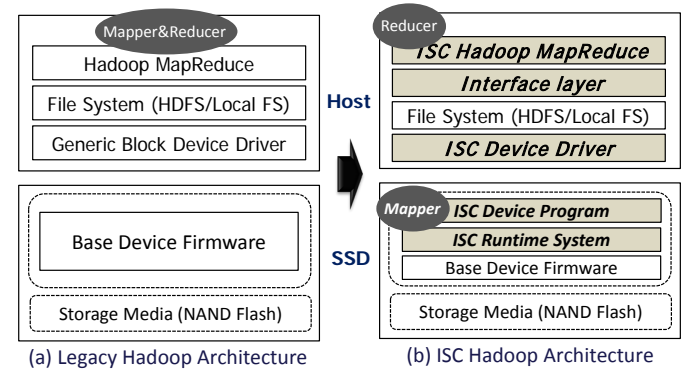 Mapper&Reducer
Hadoop MapReduce
File System (HDFS/Local FS)
Generic Block Device Driver
Base Device Firmware
Storage Media (NAND Flash)
(a) Legacy Hadoop Architecture
Host
SSD
Reducer
ISC Hadoop MapReduce
Interface layer
File System (HDFS/Local FS)
ISC Device Driver
Mapper
ISC Device Program
ISC Runtime System
Base Device Firmware
Storage Media (NAND Flash)
(b) ISC Hadoop Architecture